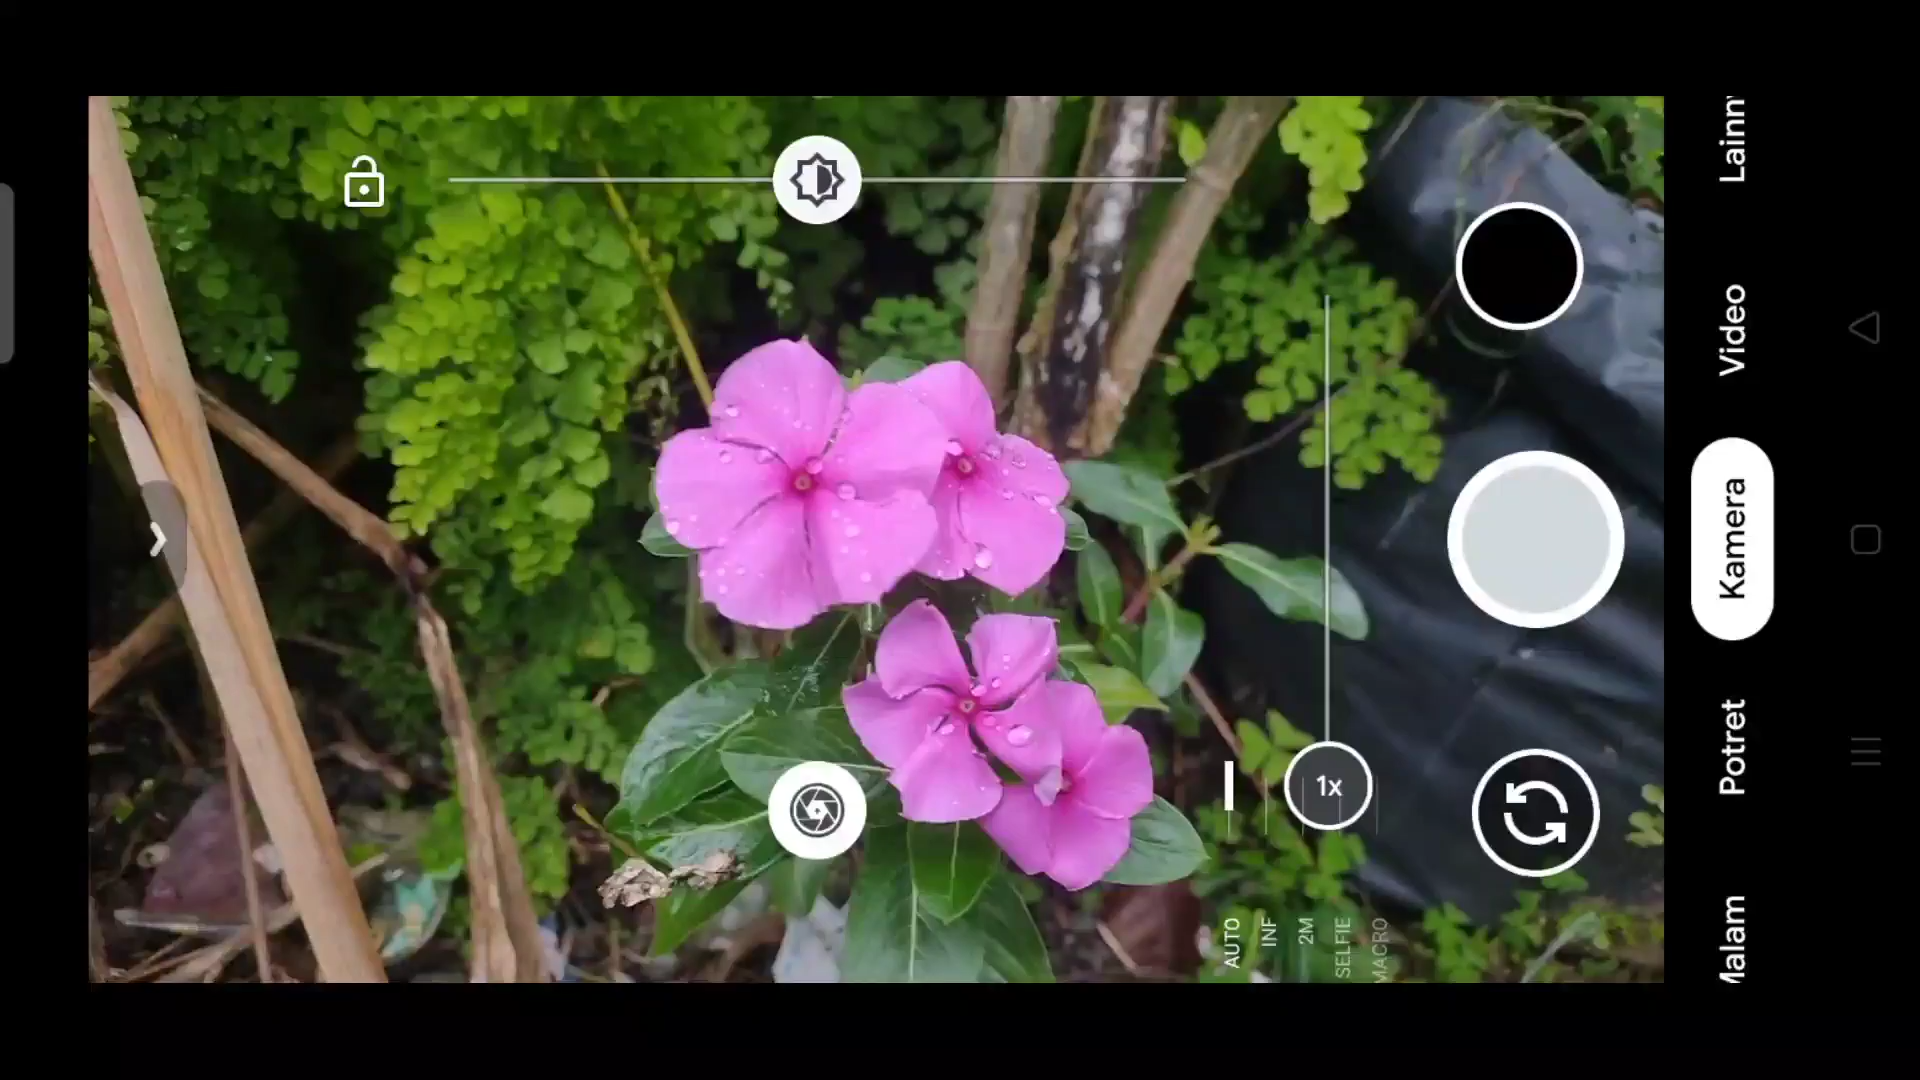 Lainn
Video
Kamera
Potret
Malam
1x
AUTO
INF
2M
SELFIE
MACRO